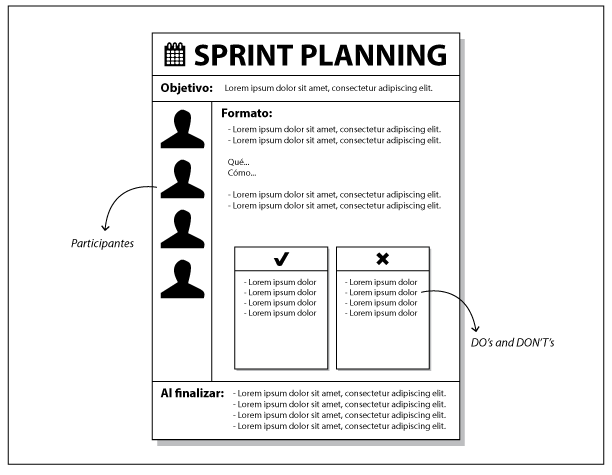 SPRINT PLANNING
Objetivo: Lorem ipsum dolor sit amet, consectetur adipiscing elit.
Formato:
- Lorem ipsum dolor sit amet, consectetur adipiscing elit.
- Lorem ipsum dolor sit amet, consectetur adipiscing elit.
Qué...
Cómo...
- Lorem ipsum dolor sit amet, consectetur adipiscing elit.
- Lorem ipsum dolor sit amet, consectetur adipiscing elit.
Participantes
- Lorem ipsum dolor
- Lorem ipsum dolor
- Lorem ipsum dolor
- Lorem ipsum dolor
- Lorem ipsum dolor
- Lorem ipsum dolor
- Lorem ipsum dolor
- Lorem ipsum dolor
DO's and DON'T's
Al finalizar: - Lorem ipsum dolor sit amet, consectetur adipiscing elit.
- Lorem ipsum dolor sit amet, consectetur adipiscing elit.
- Lorem ipsum dolor sit amet, consectetur adipiscing elit.
- Lorem ipsum dolor sit amet, consectetur adipiscing elit.